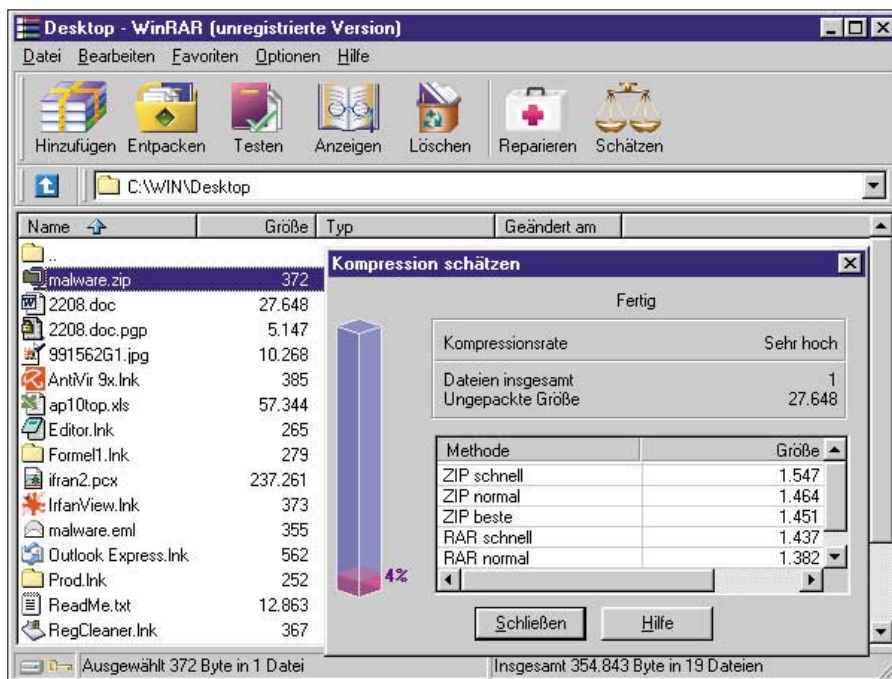 Desktop - WinRAR (unregistrierte Version)
Datei Bearbeiten Favoriten Optionen Hilfe
Hinzufügen Entpacken Testen Anzeigen Löschen Reparieren Schätzen
C:\WIN\Desktop
Name Größe Typ Geändert am
..
malware.zip 372
2208.doc 27.648
2208.doc.pgp 5.147
991562G1.jpg 10.268
AntiVir 9x.lnk 385
ap10top.xls 57.344
Editor.lnk 265
Formel1.lnk 279
ifran2.pcx 237.261
IrfanView.lnk 373
malware.eml 355
Outlook Express.lnk 562
Prod.lnk 252
ReadMe.txt 12.863
RegCleaner.lnk 367
Kompression schätzen
Fertig
Kompressionsrate Sehr hoch
Dateien insgesamt 1
Ungepackte Größe 27.648
Methode Größe
ZIP schnell 1.547
ZIP normal 1.464
ZIP beste 1.451
RAR schnell 1.437
RAR normal 1.382
4%
Schließen Hilfe
Ausgewählt 372 Byte in 1 Datei Insgesamt 354.843 Byte in 19 Dateien